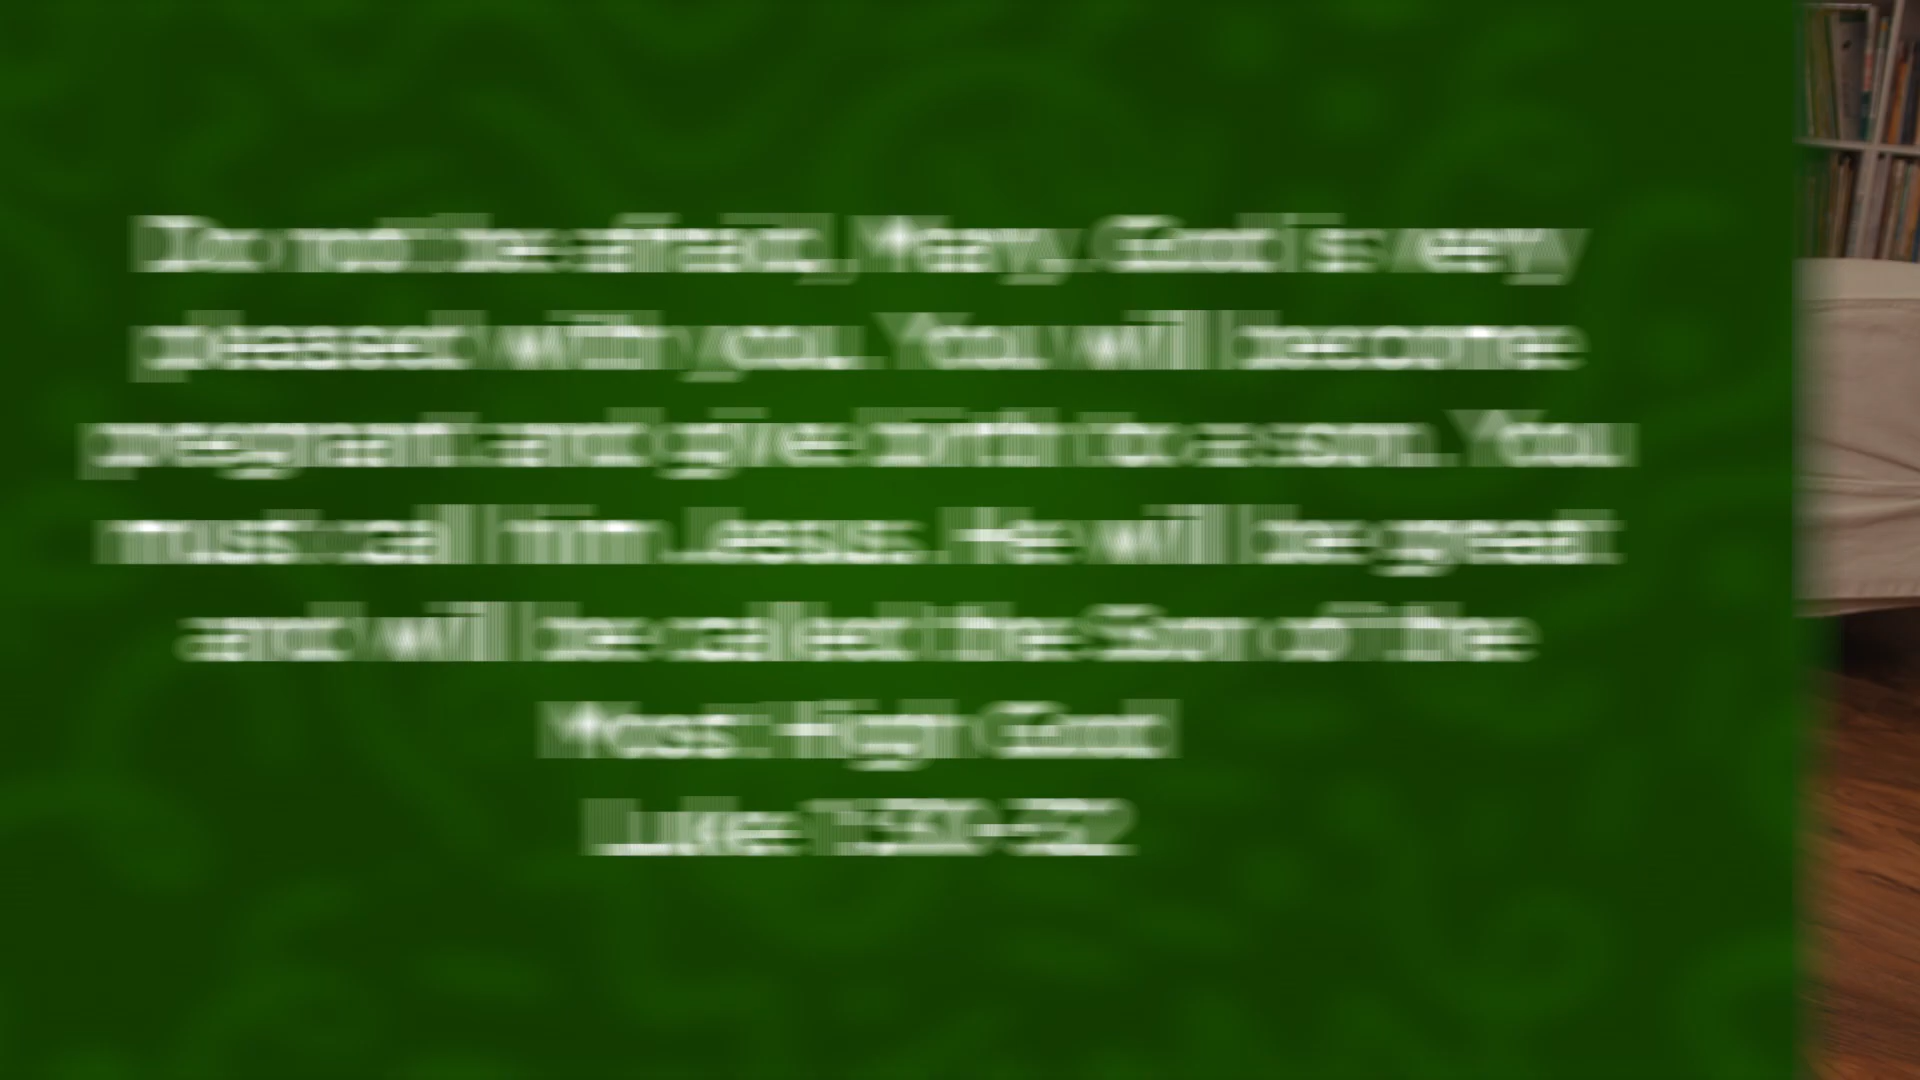 Do not be afraid, Mary. God is very
pleased with you. You will become
pregnant and give birth to a son. You
must call him Jesus. He will be great
and will be called the Son of the
Most High God
Luke 1:30-32